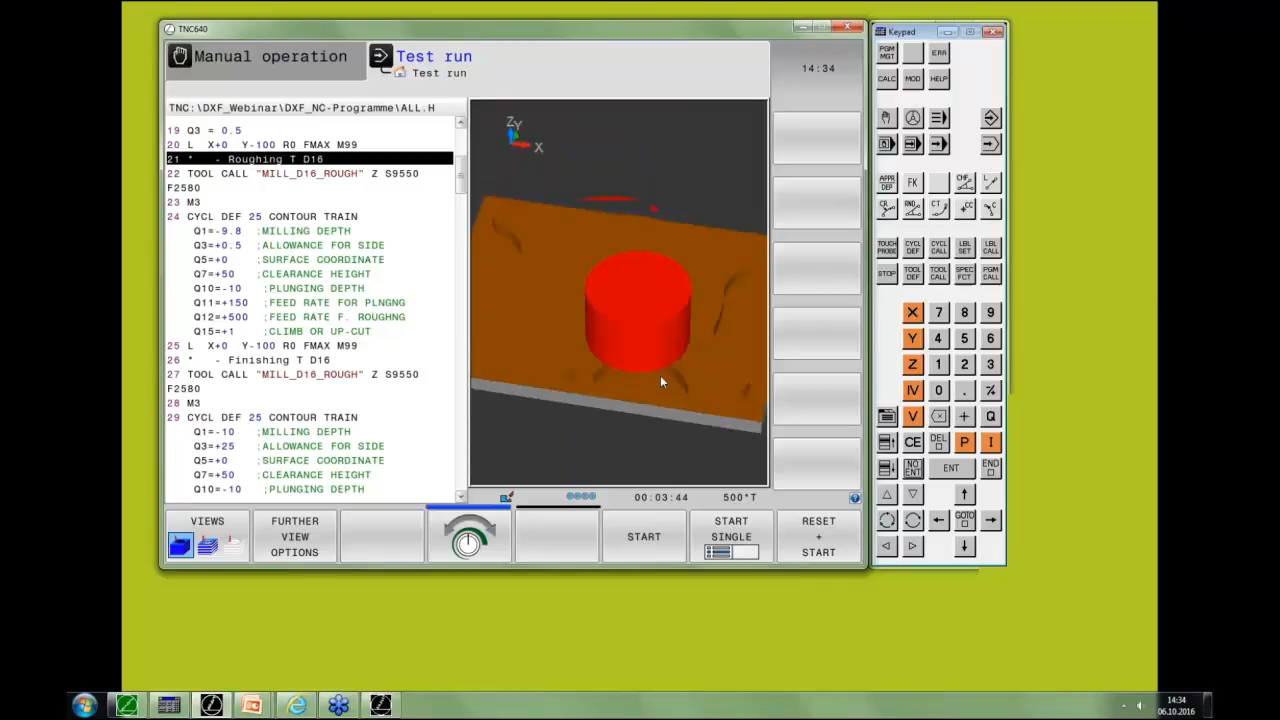 TNC640
Manual operation
Test run
Test run
14:34
TNC:\DXF_Webinar\DXF_NC-Programme\ALL.H
19 Q3 = 0.5
20 L X+0 Y-100 R0 FMAX M99
21 * - Roughing T D16
22 TOOL CALL "MILL_D16_ROUGH" Z S9550
F2580
23 M3
24 CYCL DEF 25 CONTOUR TRAIN
Q1=-9.8 ;MILLING DEPTH
Q3=+0.5 ;ALLOWANCE FOR SIDE
Q5=+0 ;SURFACE COORDINATE
Q7=+50 ;CLEARANCE HEIGHT
Q10=-10 ;PLUNGING DEPTH
Q11=+150 ;FEED RATE FOR PLNGNG
Q12=+500 ;FEED RATE F. ROUGHNG
Q15=+1 ;CLIMB OR UP-CUT
25 L X+0 Y-100 R0 FMAX M99
26 * - Finishing T D16
27 TOOL CALL "MILL_D16_ROUGH" Z S9550
F2580
28 M3
29 CYCL DEF 25 CONTOUR TRAIN
Q1=-10 ;MILLING DEPTH
Q3=+25 ;ALLOWANCE FOR SIDE
Q5=+0 ;SURFACE COORDINATE
Q7=+50 ;CLEARANCE HEIGHT
Q10=-10 ;PLUNGING DEPTH
Z Y
X
00:03:44 500*T
VIEWS
FURTHER
VIEW
OPTIONS
START
START
SINGLE
RESET
+
START
Keypad
PGM MGT ERR
CALC MOD HELP
APPR DEP FK CHF L
CR RND CT CC C
TOUCH PROBE CYCL DEF CYCL CALL LBL SET LBL CALL
STOP TOOL DEF TOOL CALL SPEC FCT PGM CALL
X 7 8 9
Y 4 5 6
Z 1 2 3
IV 0 .
V + Q
CE DEL P I
NO ENT ENT END
GOTO
14:34
06.10.2016